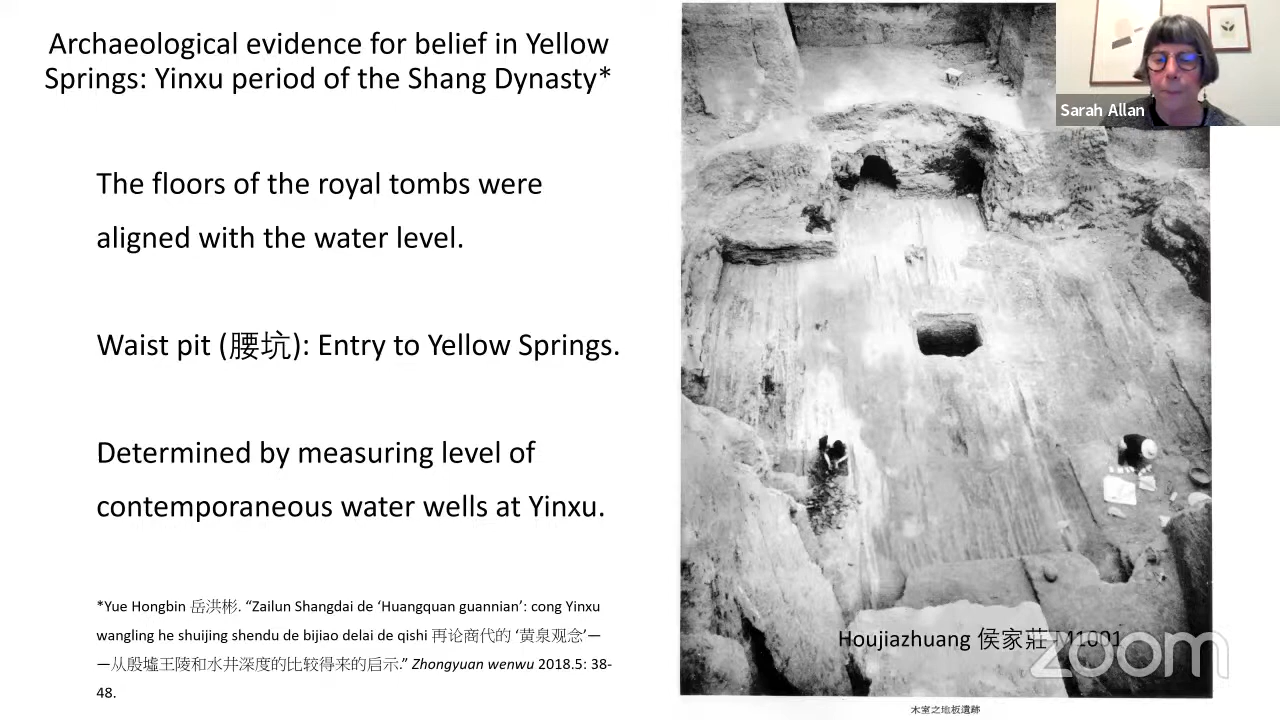 Archaeological evidence for belief in Yellow
Springs: Yinxu period of the Shang Dynasty*
The floors of the royal tombs were
aligned with the water level.
Waist pit (腰坑): Entry to Yellow Springs.
Determined by measuring level of
contemporaneous water wells at Yinxu.
*Yue Hongbin 岳洪彬. “Zailun Shangdai de ‘Huangquan guannian’: cong Yinxu
wangling he shuijing shendu de bijiao delai de qishi 再论商代的 ‘黄泉观念’—
—从殷墟王陵和水井深度的比较得来的启示.” Zhongyuan wenwu 2018.5: 38-
48.
Sarah Allan
Houjiazhuang 侯家莊 M1001
zoom
木室之地板遺跡